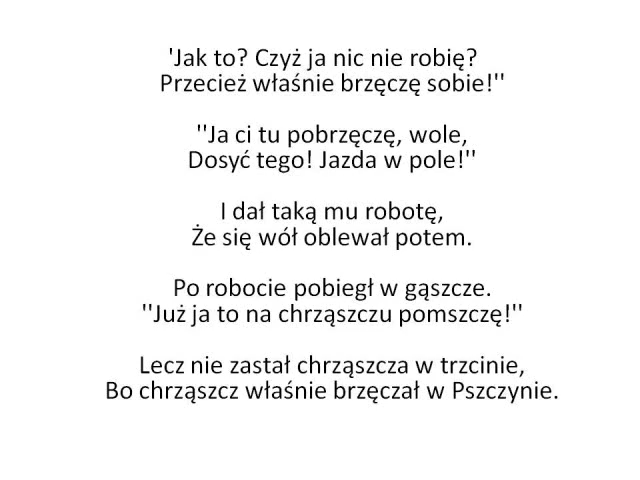 'Jak to? Czyż ja nic nie robię?
Przecież właśnie brzęczę sobie!''
''Ja ci tu pobrzęczę, wole,
Dosyć tego! Jazda w pole!''
I dał taką mu robotę,
Że się wół oblewał potem.
Po robocie pobiegł w gąszcze.
''Już ja to na chrząszczu pomszczę!''
Lecz nie zastał chrząszcza w trzcinie,
Bo chrząszcz właśnie brzęczał w Pszczynie.